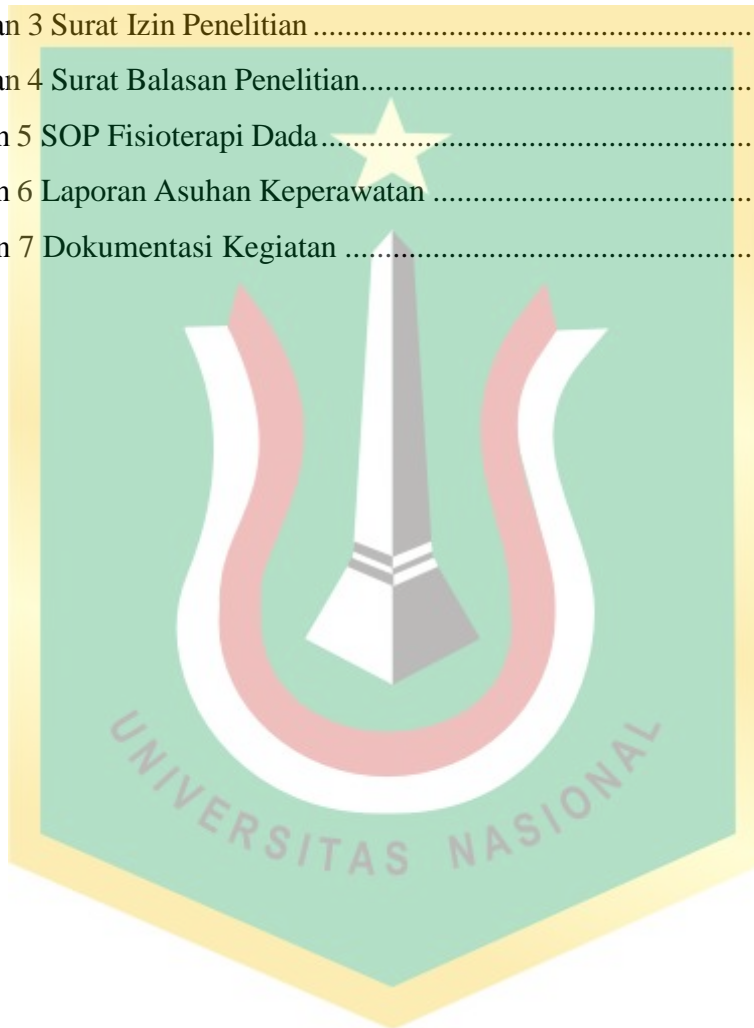 an 3 Surat Izin Penelitian ........................................................
an 4 Surat Balasan Penelitian..................................................
n 5 SOP Fisioterapi Dada .......................................................
n 6 Laporan Asuhan Keperawatan .........................................
n 7 Dokumentasi Kegiatan ....................................................
UNIVERSITAS NASIONAL